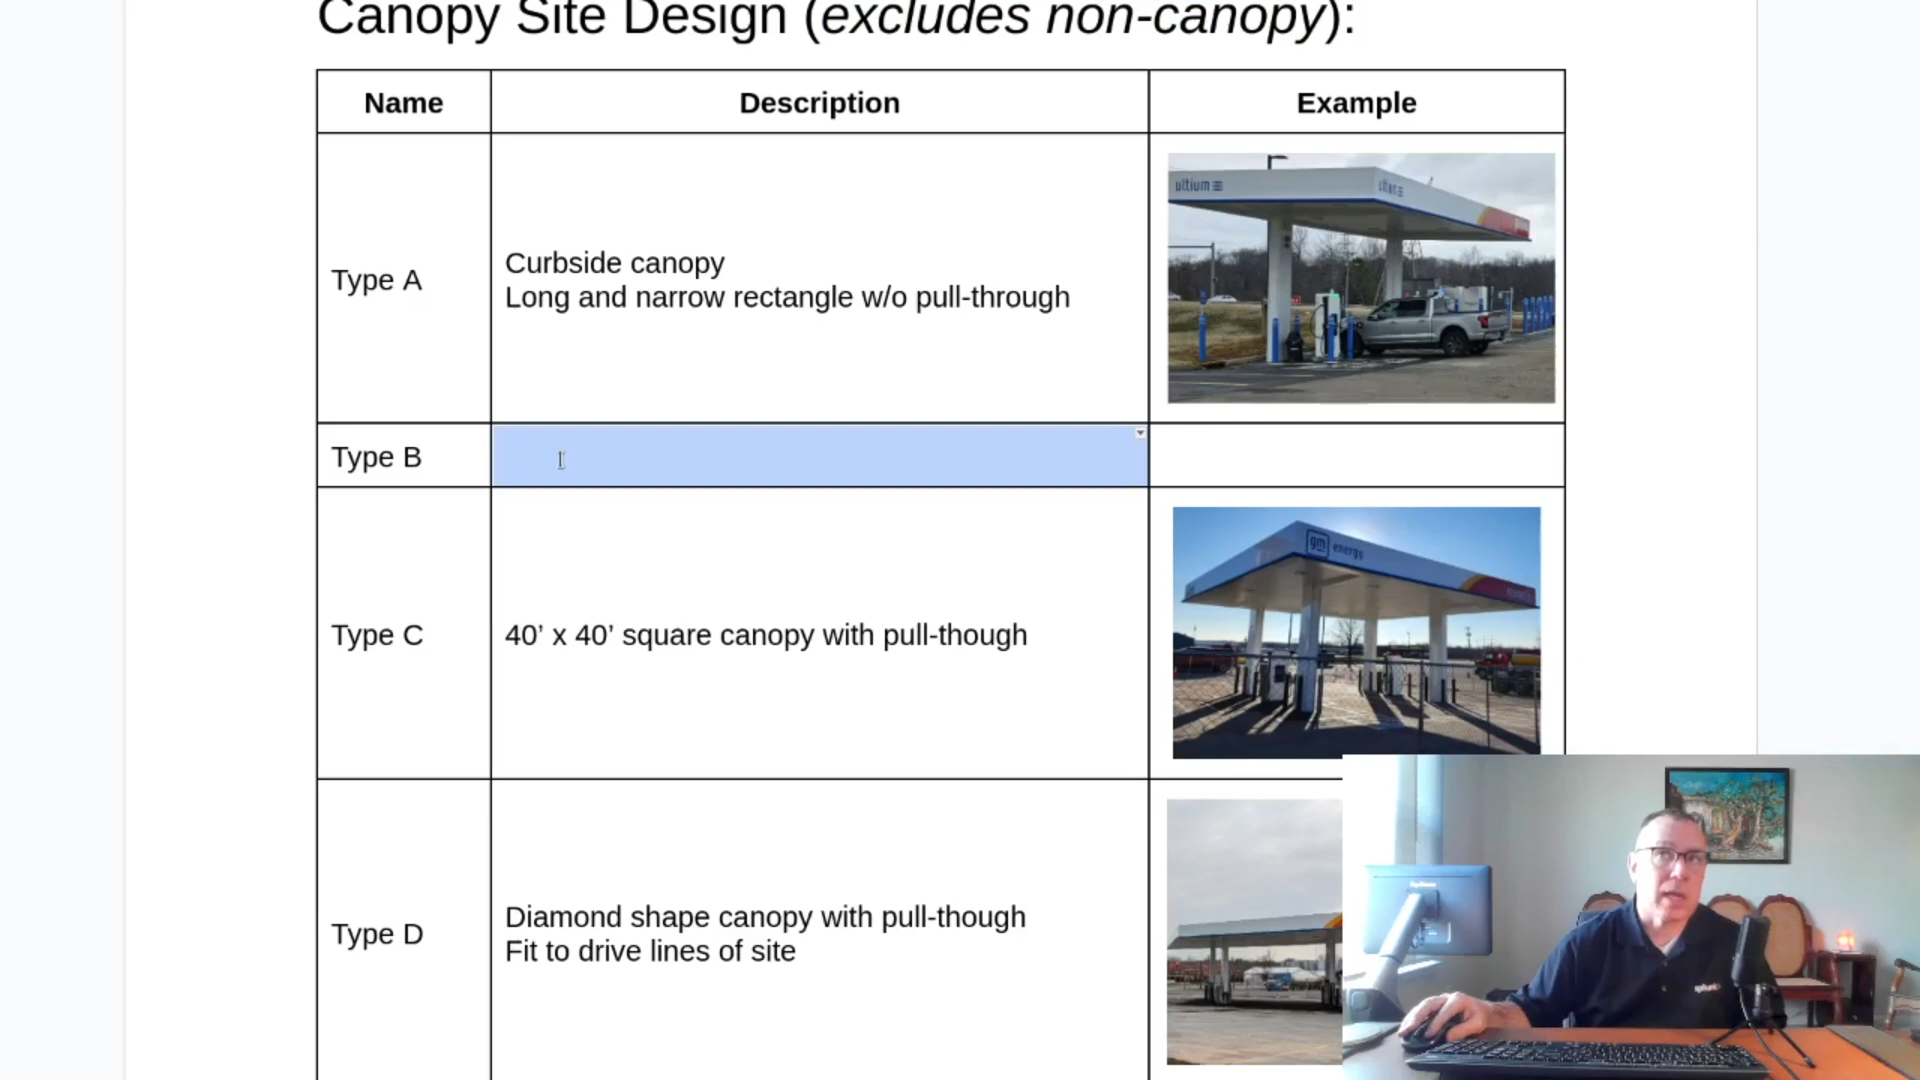 Canopy Site Design (excludes non-canopy):
Name
Description
Example
Type A
Curbside canopy
Long and narrow rectangle w/o pull-through
ultium
Type B
Type C
40’ x 40’ square canopy with pull-though
gm energy
Type D
Diamond shape canopy with pull-though
Fit to drive lines of site
splunk